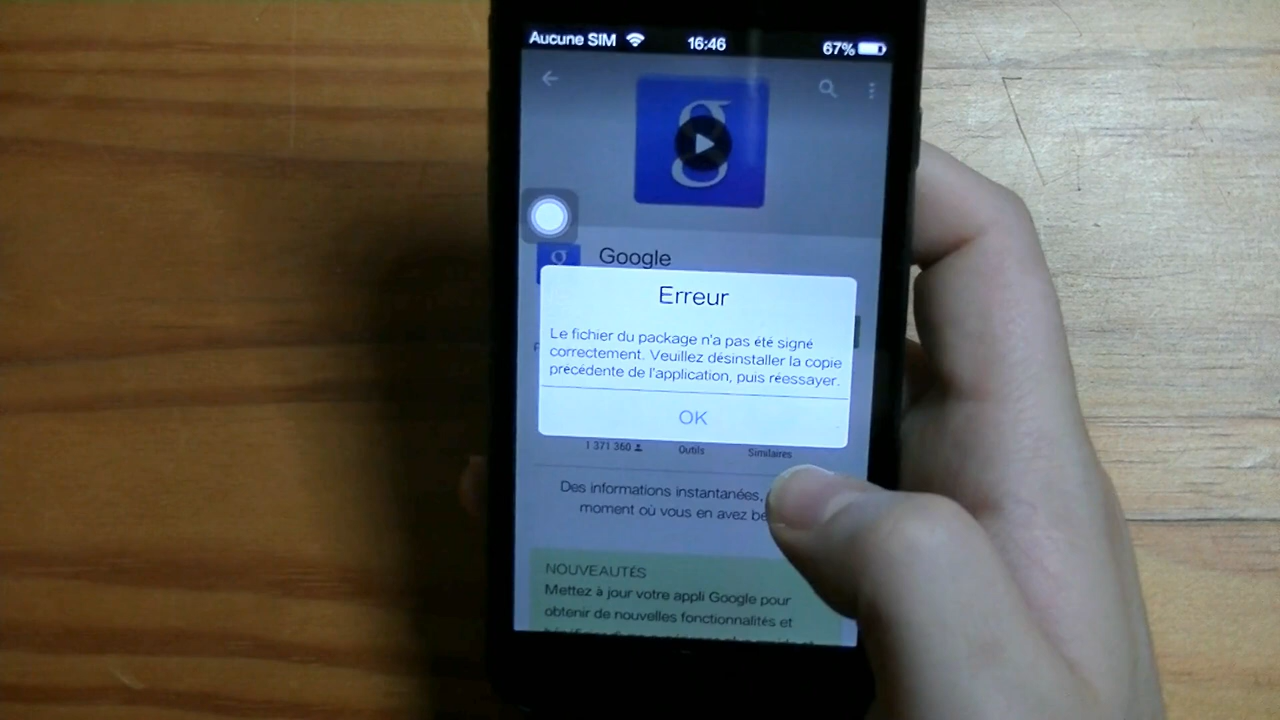 Aucune SIM 16:46 67%
g
g
Google
Erreur
Le fichier du package n'a pas été signé
correctement. Veuillez désinstaller la copie
précédente de l'application, puis réessayer.
OK
1 371 360 Outils Similaires
Des informations instantanées,
moment où vous en avez
NOUVEAUTÉS
Mettez à jour votre appli Google pour
obtenir de nouvelles fonctionnalités et